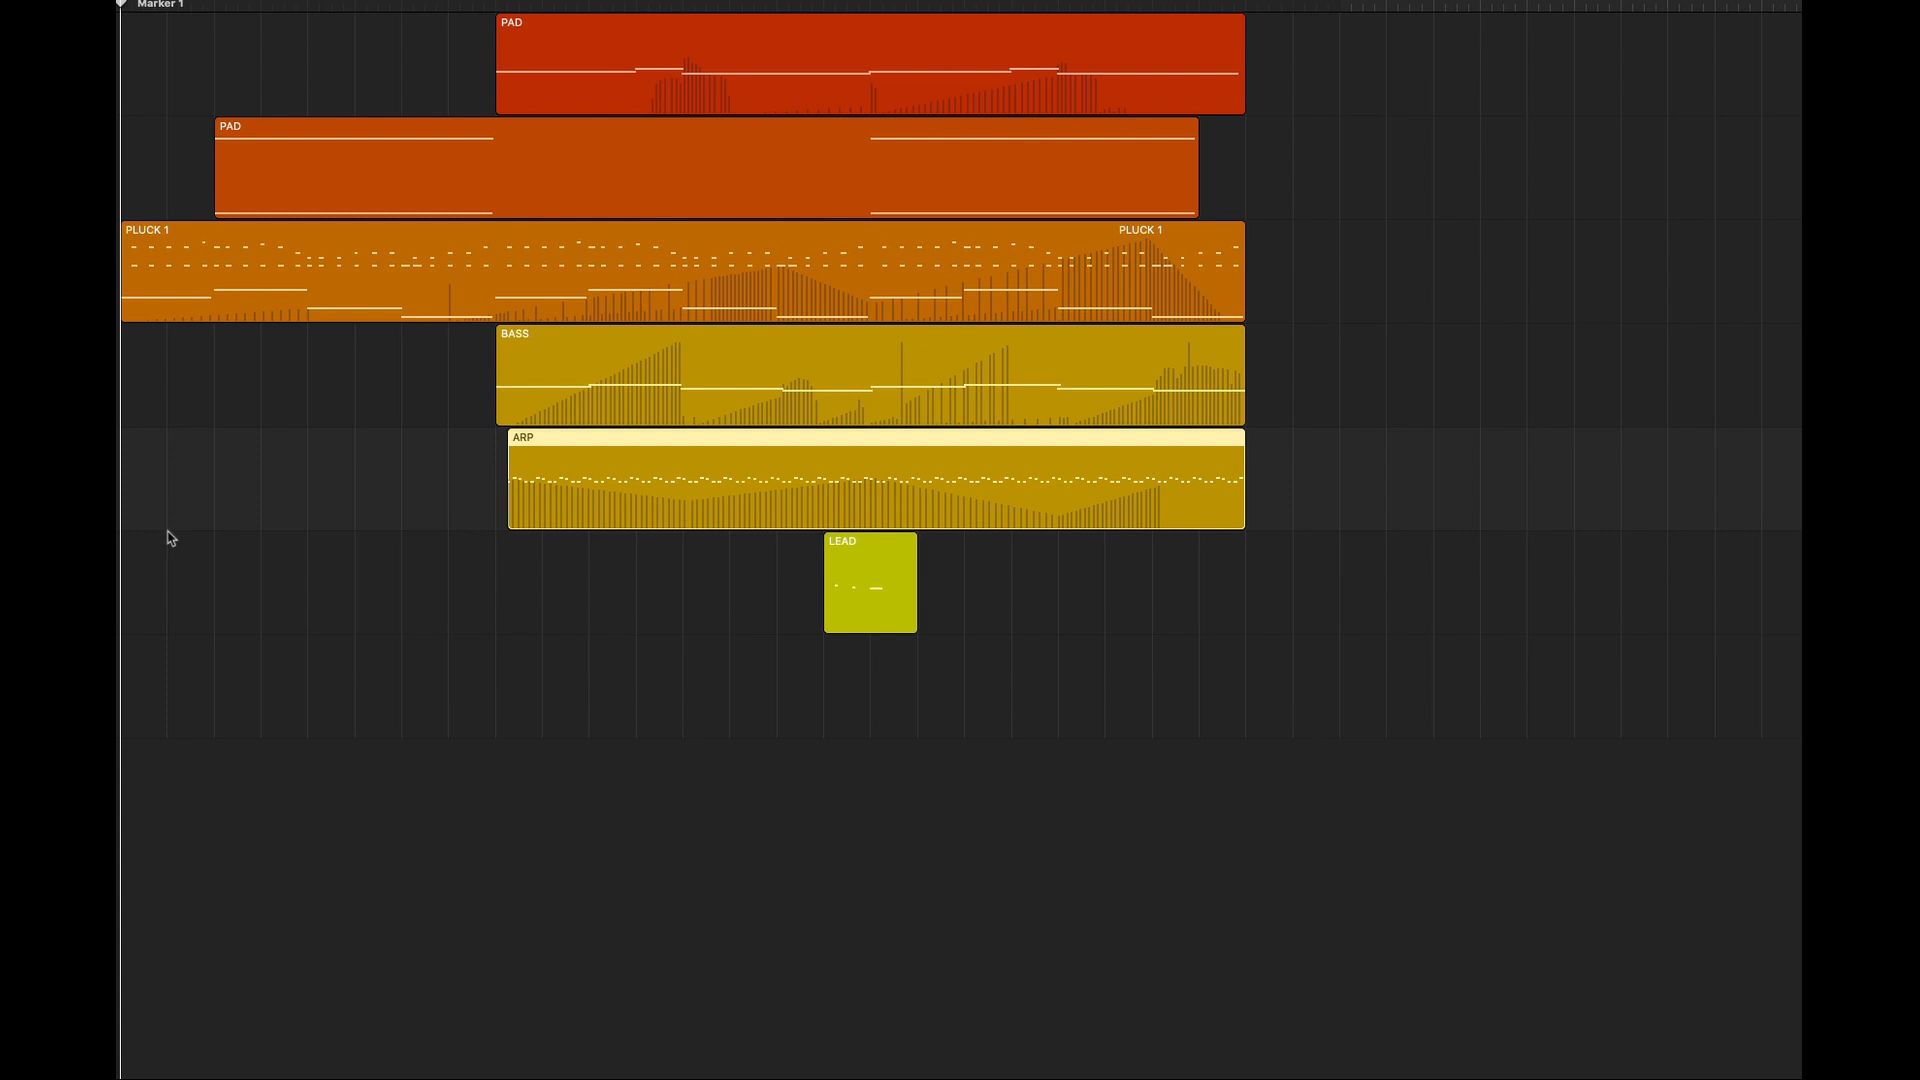 Marker 1
PAD
PAD
PLUCK 1
PLUCK 1
BASS
ARP
LEAD